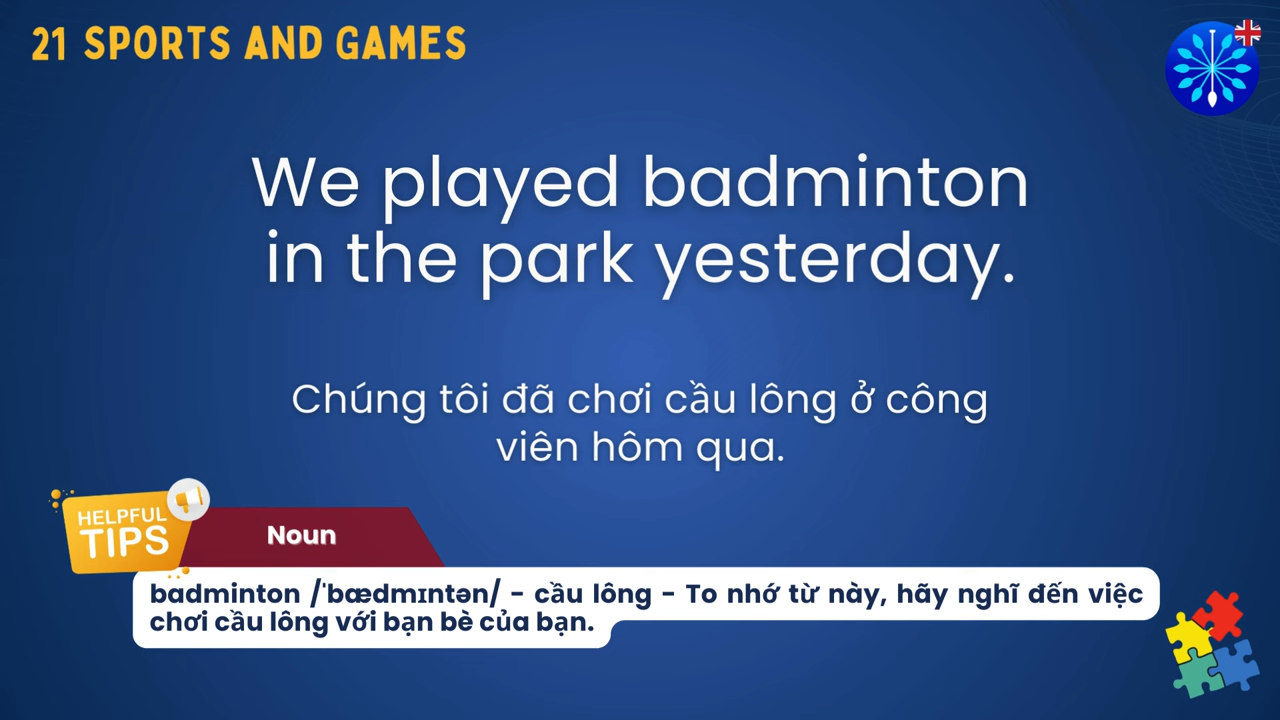 21 SPORTS AND GAMES
We played badminton
in the park yesterday.
Chúng tôi đã chơi cầu lông ở công
viên hôm qua.
HELPFUL
TIPS
Noun
badminton /ˈbædmɪntən/ - cầu lông - To nhớ từ này, hãy nghĩ đến việc
chơi cầu lông với bạn bè của bạn.